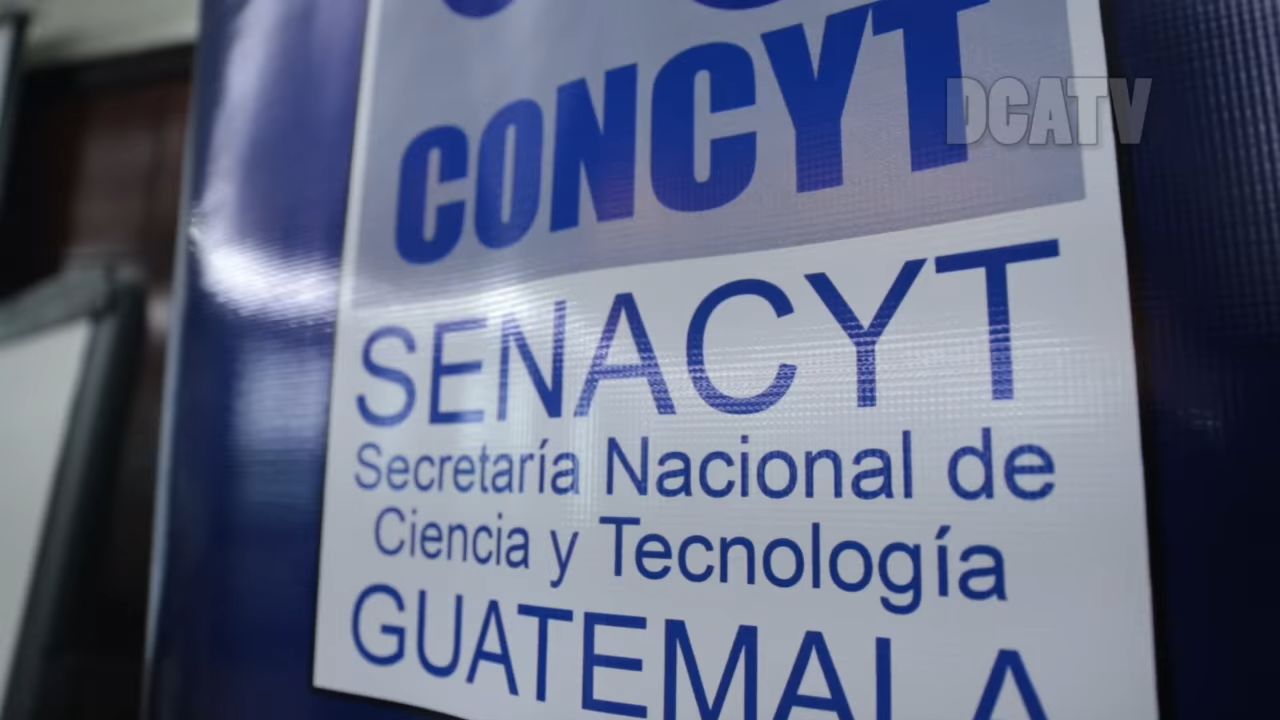 CONCYT
DCATV
SENACYT
Secretaría Nacional de
Ciencia y Tecnología
GUATEMALA